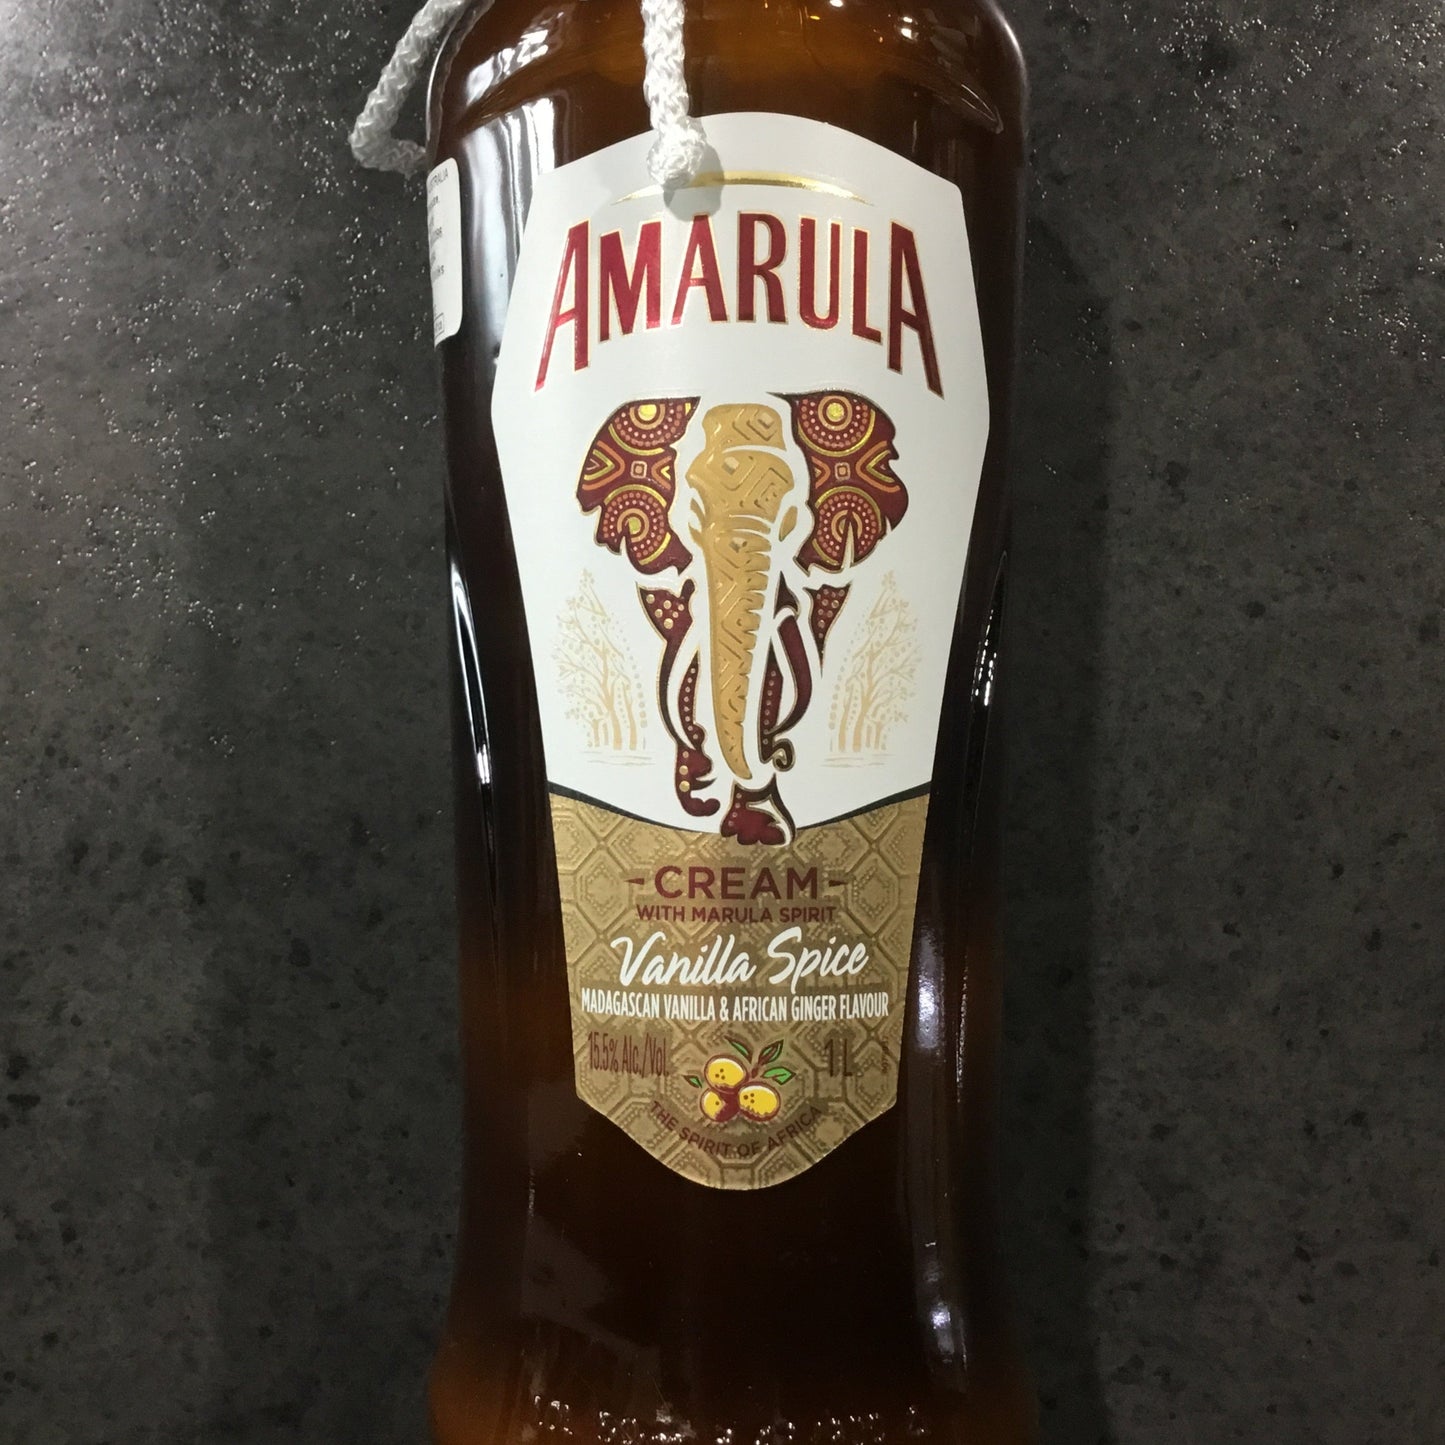 AMARULA
CREAM
WITH MARULA SPIRIT
Vanilla Spice
MADAGASCAN VANILLA & AFRICAN GINGER FLAVOUR
15.5% Alc./Vol.
1 L
THE SPIRIT OF AFRICA